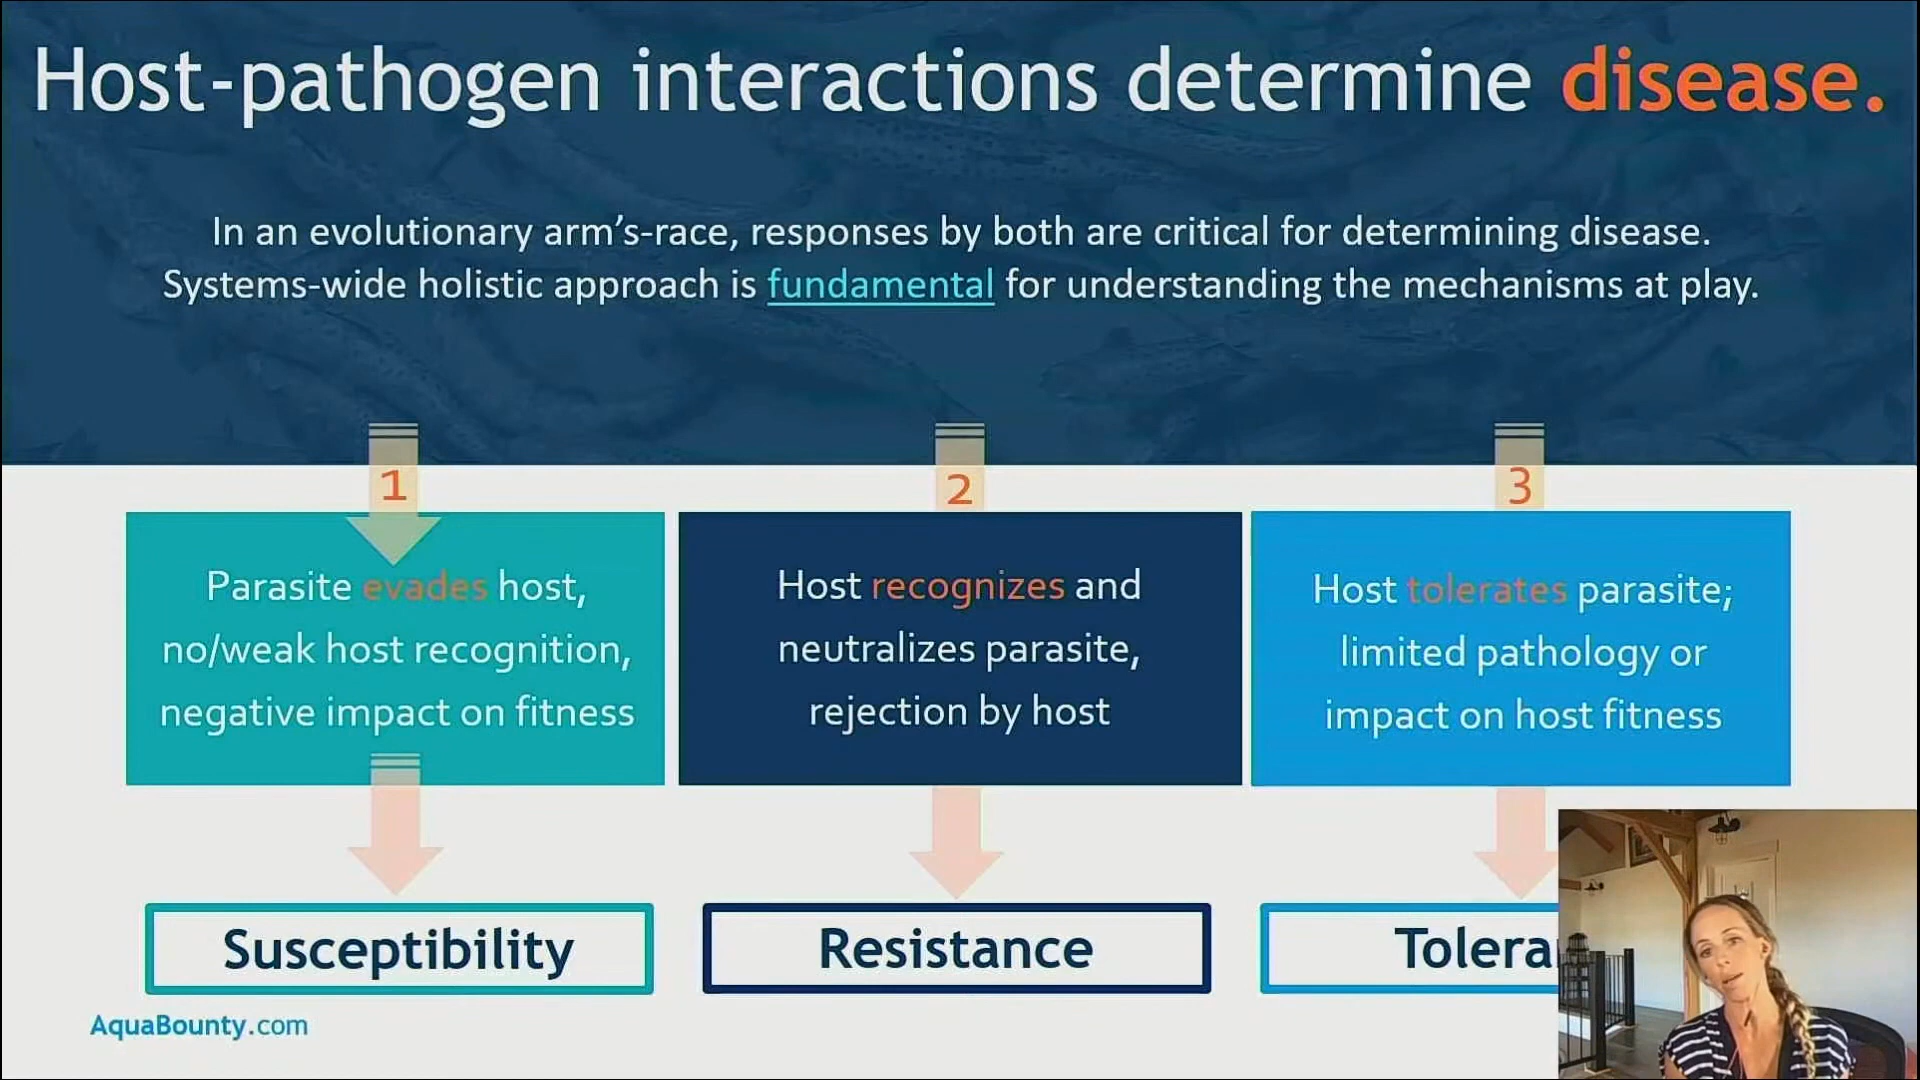 Host-pathogen interactions determine disease.
In an evolutionary arm's-race, responses by both are critical for determining disease.
Systems-wide holistic approach is fundamental for understanding the mechanisms at play.
1
Parasite evades host,
no/weak host recognition,
negative impact on fitness
Susceptibility
2
Host recognizes and
neutralizes parasite,
rejection by host
Resistance
3
Host tolerates parasite;
limited pathology or
impact on host fitness
Tolera
AquaBounty.com